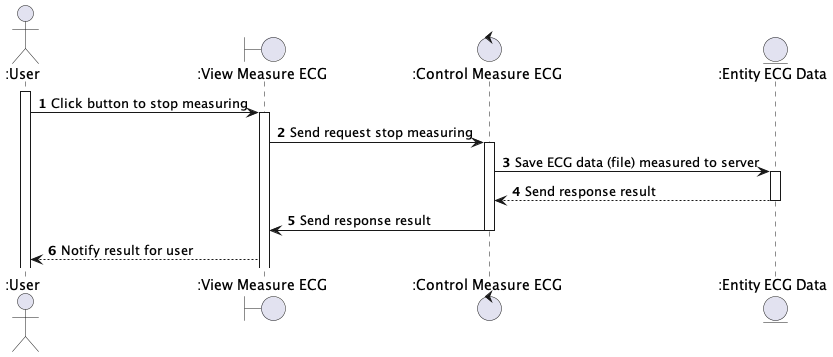 :User
:View Measure ECG
:Control Measure ECG
:Entity ECG Data
1 Click button to stop measuring
2 Send request stop measuring
3 Save ECG data (file) measured to server
4 Send response result
5 Send response result
6 Notify result for user
:User
:View Measure ECG
:Control Measure ECG
:Entity ECG Data